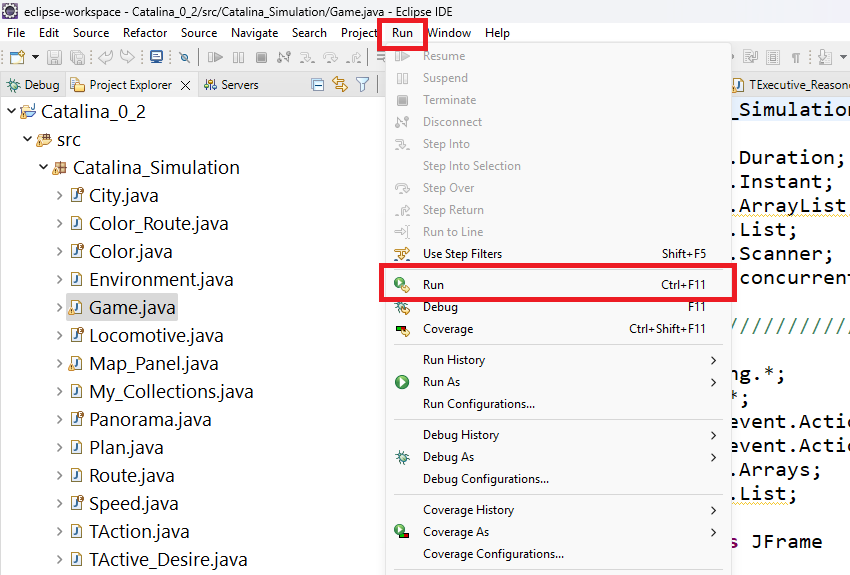 eclipse-workspace - Catalina_0_2/src/Catalina_Simulation/Game.java - Eclipse IDE
File Edit Source Refactor Source Navigate Search Project Run Window Help
Debug Project Explorer Servers
TExecutive_Reason
Catalina_0_2
src
Catalina_Simulation
City.java
Color_Route.java
Color.java
Environment.java
Game.java
Locomotive.java
Map_Panel.java
My_Collections.java
Panorama.java
Plan.java
Route.java
Speed.java
TAction.java
TActive_Desire.java
Resume
Suspend
Terminate
Disconnect
Step Into
Step Into Selection
Step Over
Step Return
Run to Line
Use Step Filters Shift+F5
Run Ctrl+F11
Debug F11
Coverage Ctrl+Shift+F11
Run History
Run As
Run Configurations...
Debug History
Debug As
Debug Configurations...
Coverage History
Coverage As
Coverage Configurations...
_Simulation
.Duration;
.Instant;
.ArrayList
.List;
.Scanner;
.concurrent
///////////
ng.*;
*;
event.Actio
event.Actio
.Arrays;
.List;
s JFrame